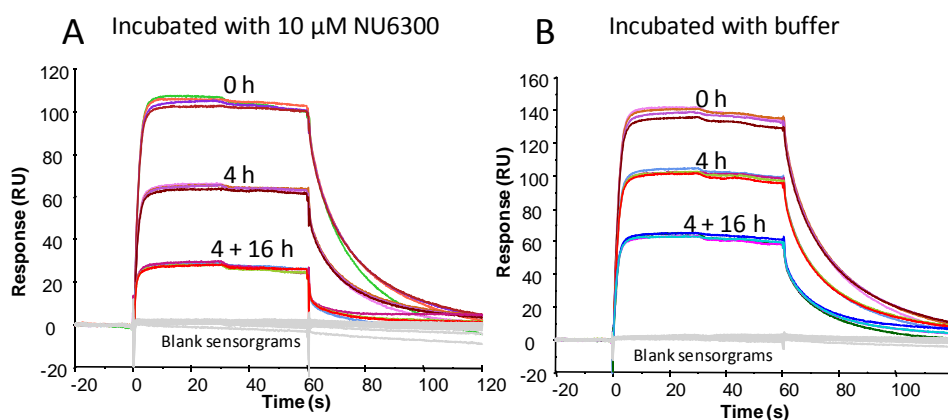 A Incubated with 10 µM NU6300
Response (RU)
120
100
80
60
40
20
0
-20
0 h
4 h
4 + 16 h
Blank sensorgrams
-20 0 20 40 60 80 100 120
Time (s)
B Incubated with buffer
Response (RU)
160
140
120
100
80
60
40
20
0
-20
0 h
4 h
4 + 16 h
Blank sensorgrams
-20 0 20 40 60 80 100
Time (s)